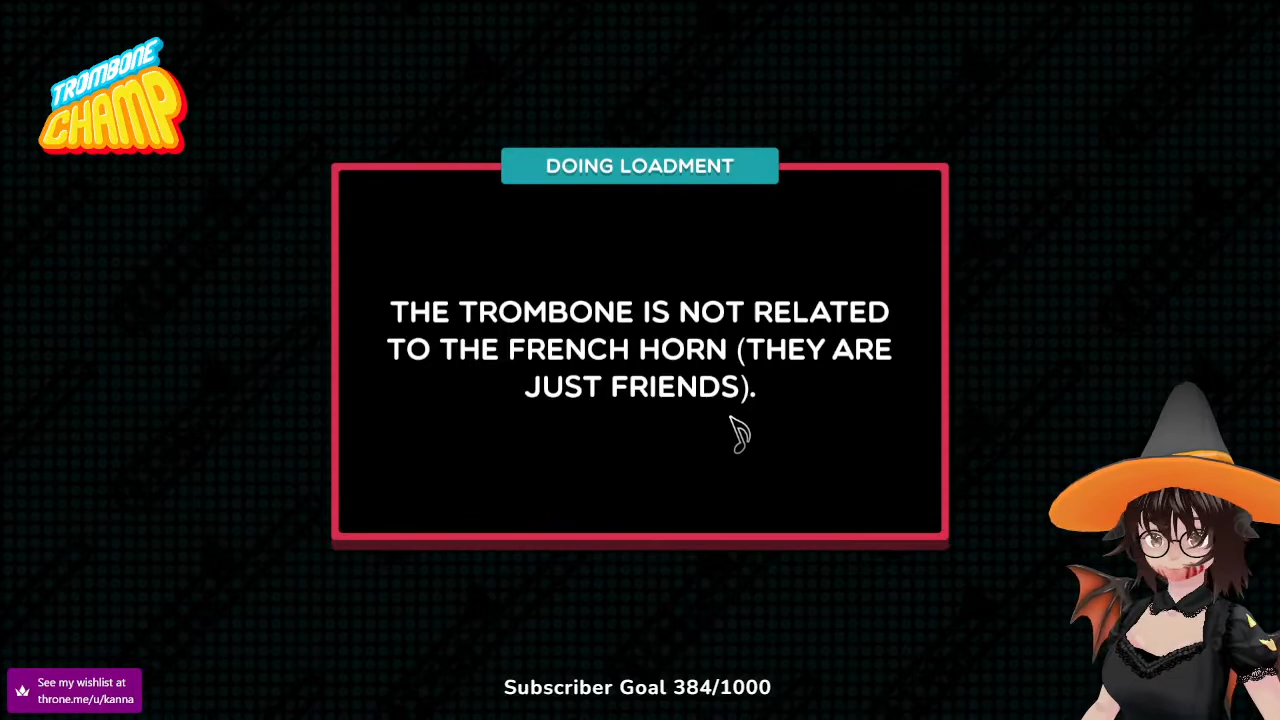 TROMBONE
CHAMP
DOING LOADMENT
THE TROMBONE IS NOT RELATED
TO THE FRENCH HORN (THEY ARE
JUST FRIENDS).
See my wishlist at
throne.me/u/kanna
Subscriber Goal 384/1000